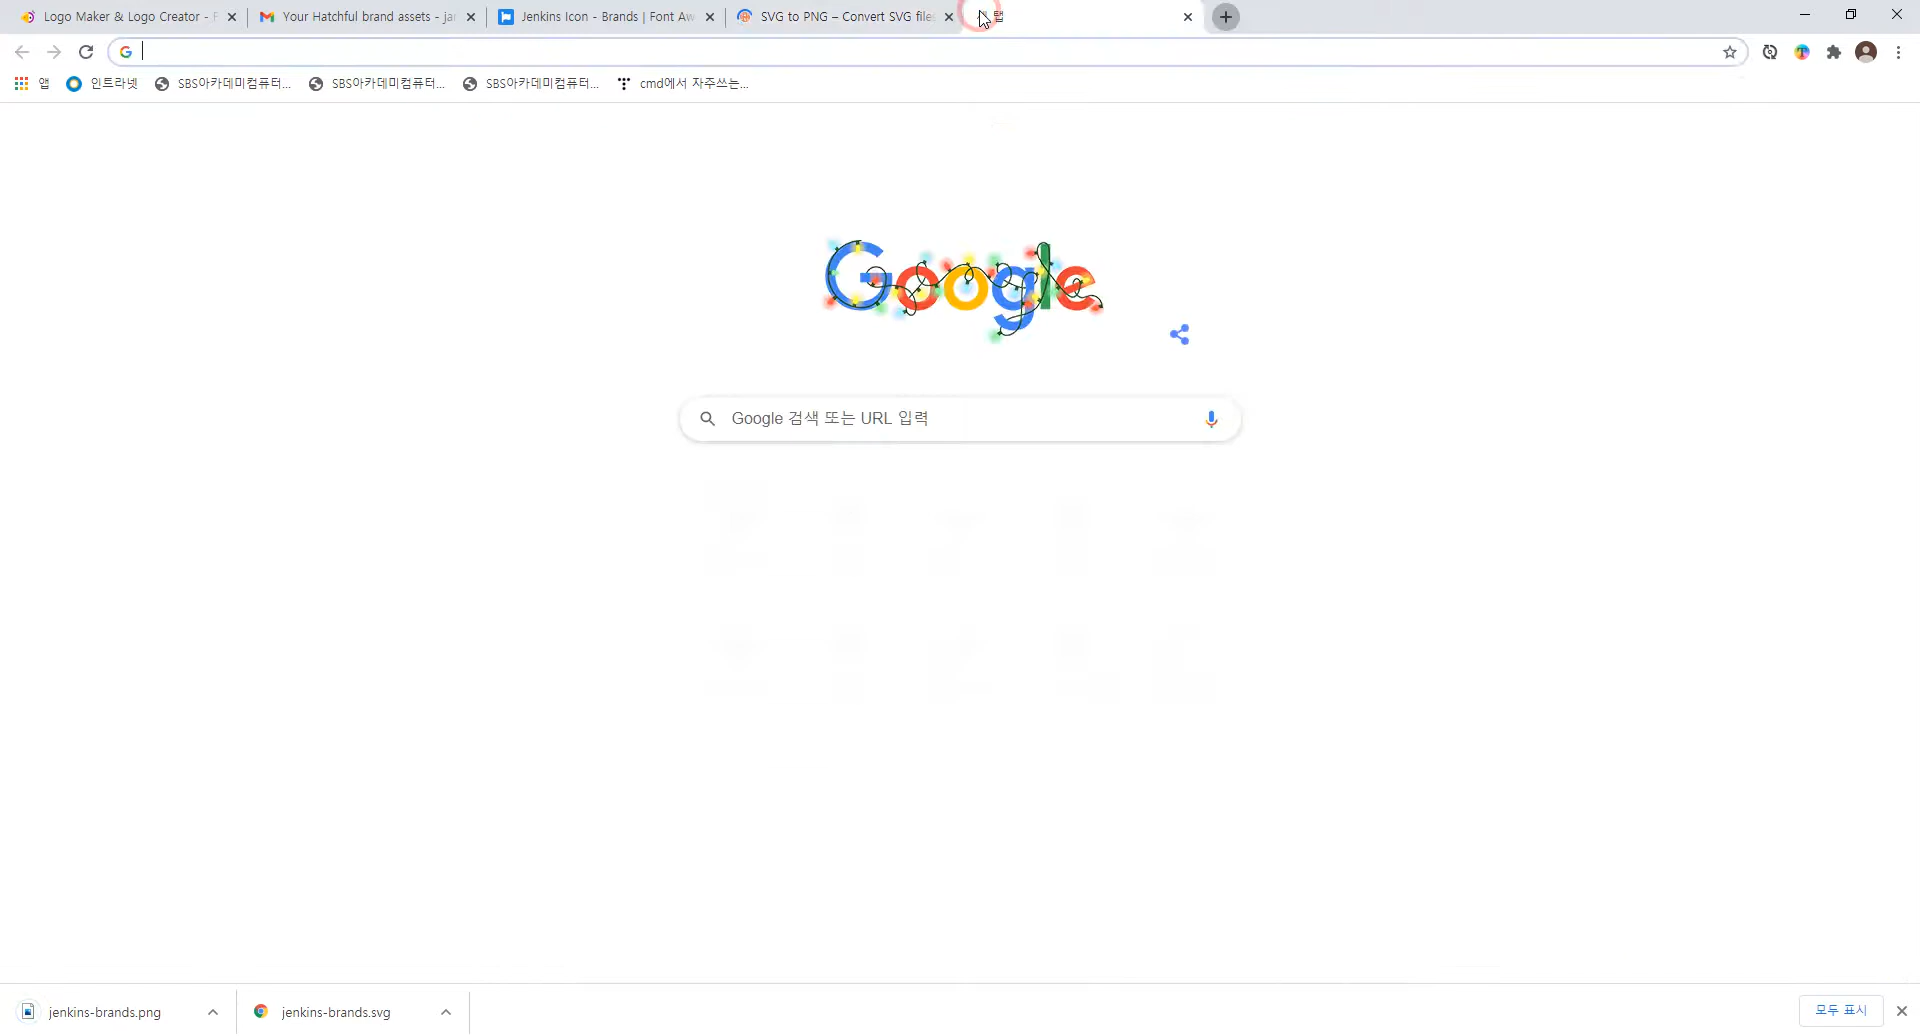 Logo Maker & Logo Creator - F
Your Hatchful brand assets - jar
Jenkins Icon - Brands | Font Aw
SVG to PNG – Convert SVG files
탭
앱
인트라넷
SBS아카데미컴퓨터...
SBS아카데미컴퓨터...
SBS아카데미컴퓨터...
cmd에서 자주쓰는...
Google
Google 검색 또는 URL 입력
jenkins-brands.png
jenkins-brands.svg
모두 표시